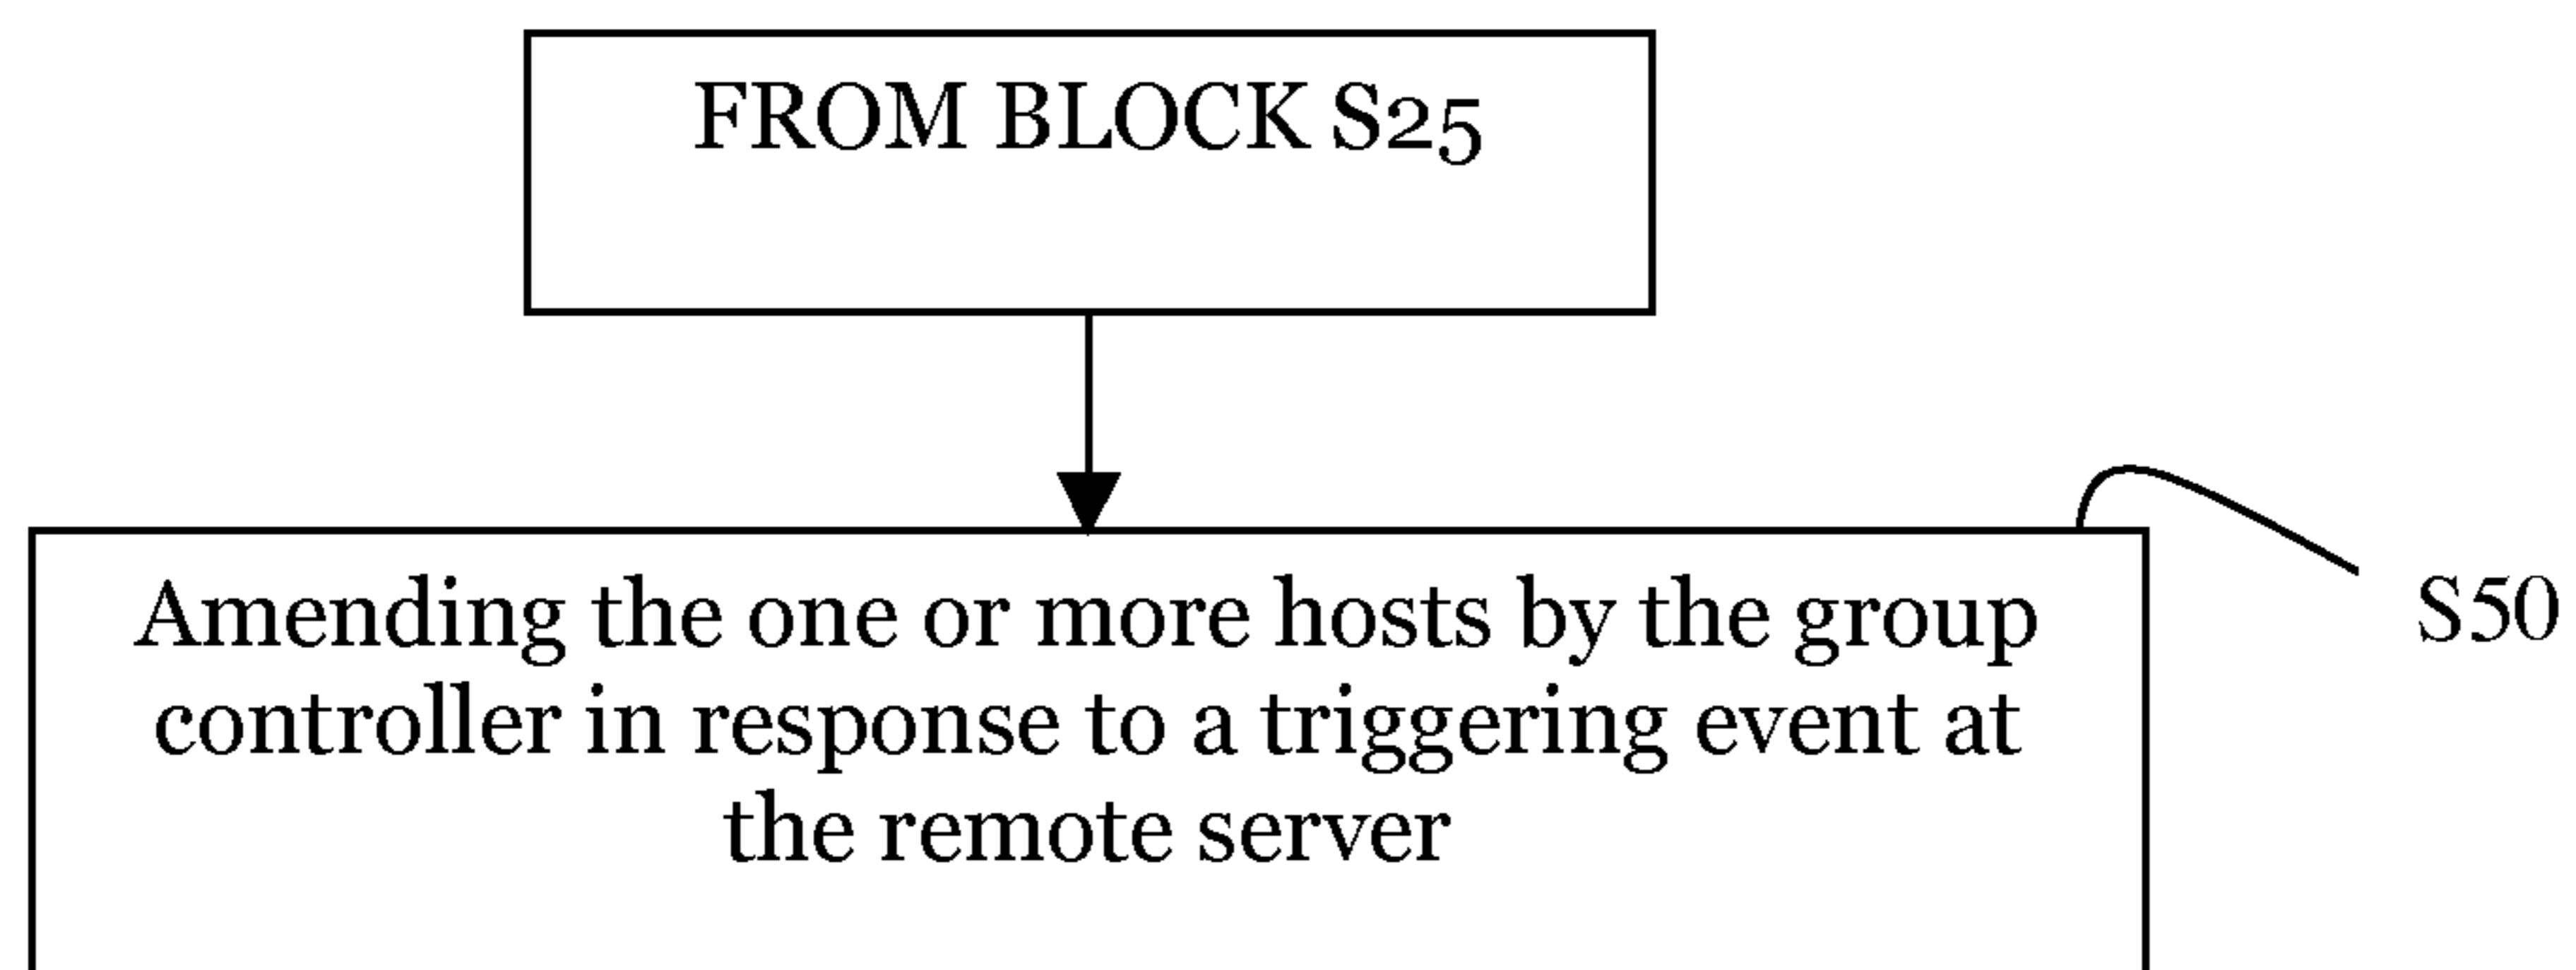 FROM BLOCK S25
Amending the one or more hosts by the group
controller in response to a triggering event at
the remote server
S50